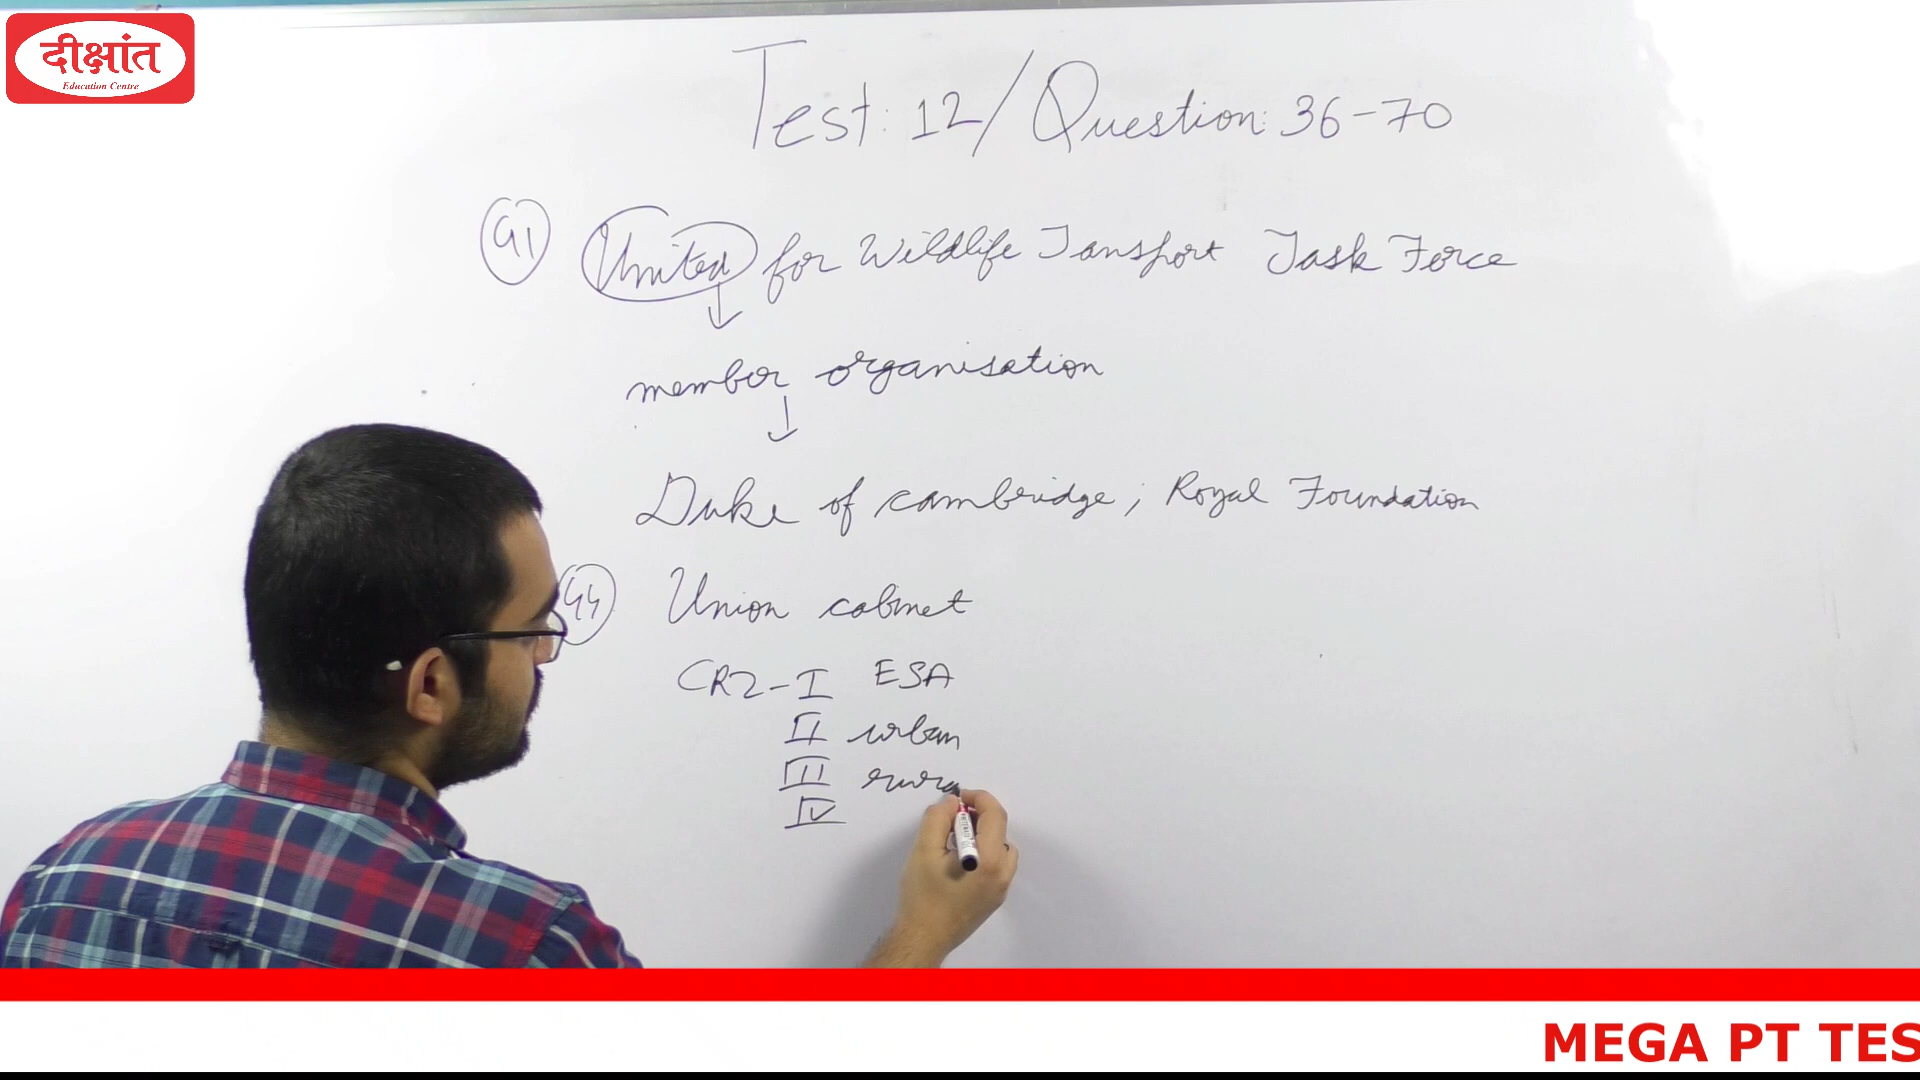 दीक्षांत
Education Centre
Test: 12/Question: 36-70
41 United for Wildlife Tansport Task Force
member organisation
Duke of cambridge; Royal Foundation
44 Union cabinet
CRZ-I ESA
II urban
III rura
IV
MEGA PT TES